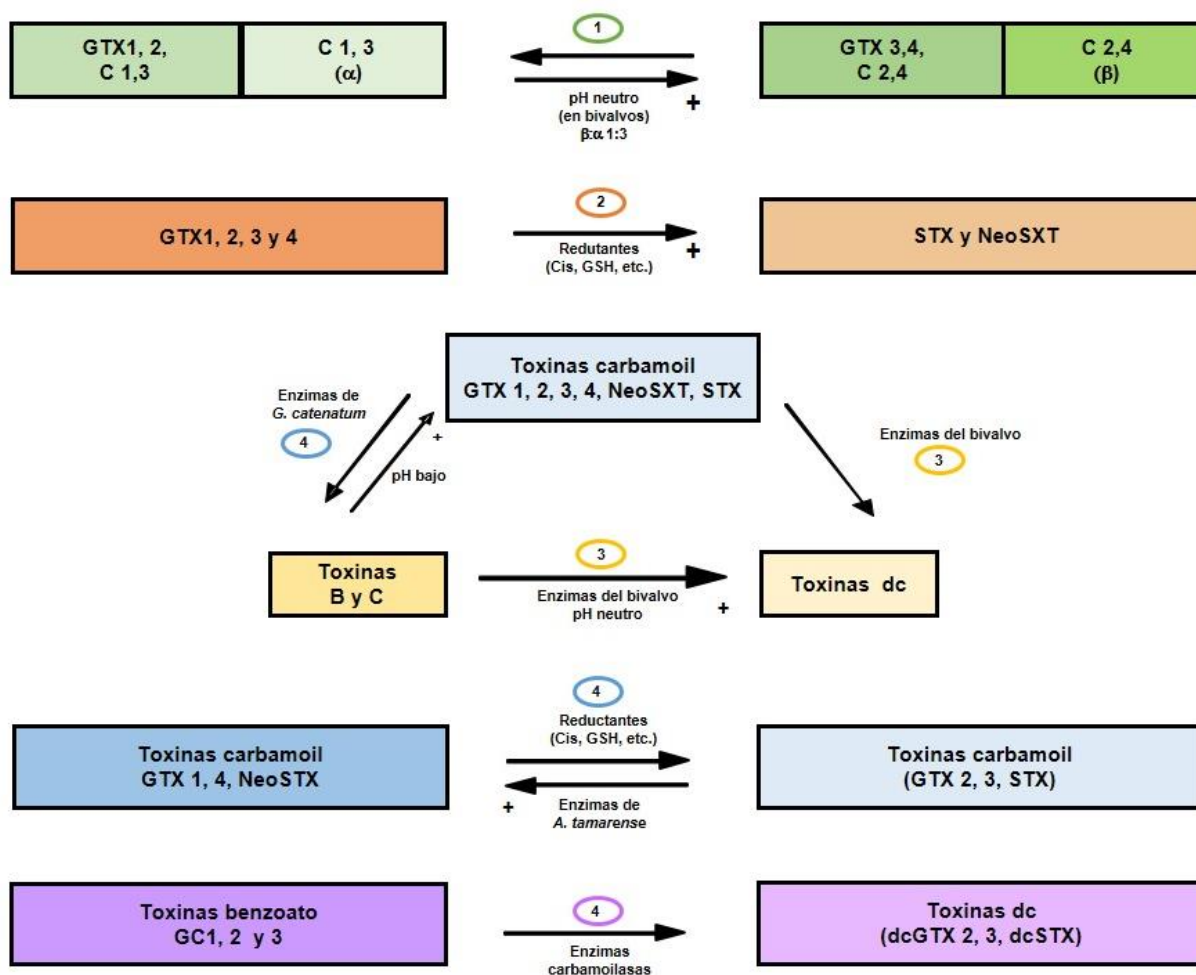 1
GTX1, 2,
C 1,3
C 1, 3
(α)
pH neutro
(en bivalvos)
β:α 1:3
+
GTX 3,4,
C 2,4
C 2,4
(β)
2
GTX1, 2, 3 y 4
Redutantes
(Cis, GSH, etc.)
+
STX y NeoSXT
Toxinas carbamoil
GTX 1, 2, 3, 4, NeoSXT, STX
Enzimas de
G. catenatum
4
+
pH bajo
Enzimas del bivalvo
3
Toxinas
B y C
3
Enzimas del bivalvo
pH neutro
+
Toxinas dc
4
Reductantes
(Cis, GSH, etc.)
Toxinas carbamoil
GTX 1, 4, NeoSTX
+
Enzimas de
A. tamarense
Toxinas carbamoil
(GTX 2, 3, STX)
Toxinas benzoato
GC1, 2 y 3
4
Enzimas
carbamoilasas
Toxinas dc
(dcGTX 2, 3, dcSTX)